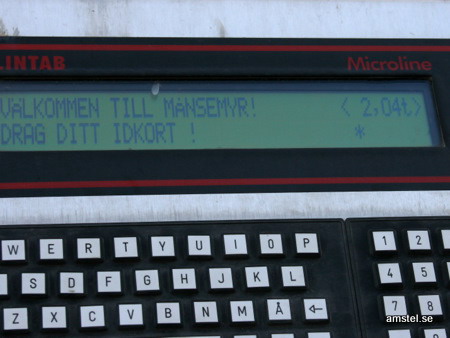 LINTAB Microline
VÄLKOMMEN TILL MÅNSEMYR! < 2,04t>
DRAG DITT IDKORT ! *
W E R T Y U I O P 1 2
S D F G H J K L 4 5
Z X C V B N M Å ← 7 8
amstel.se